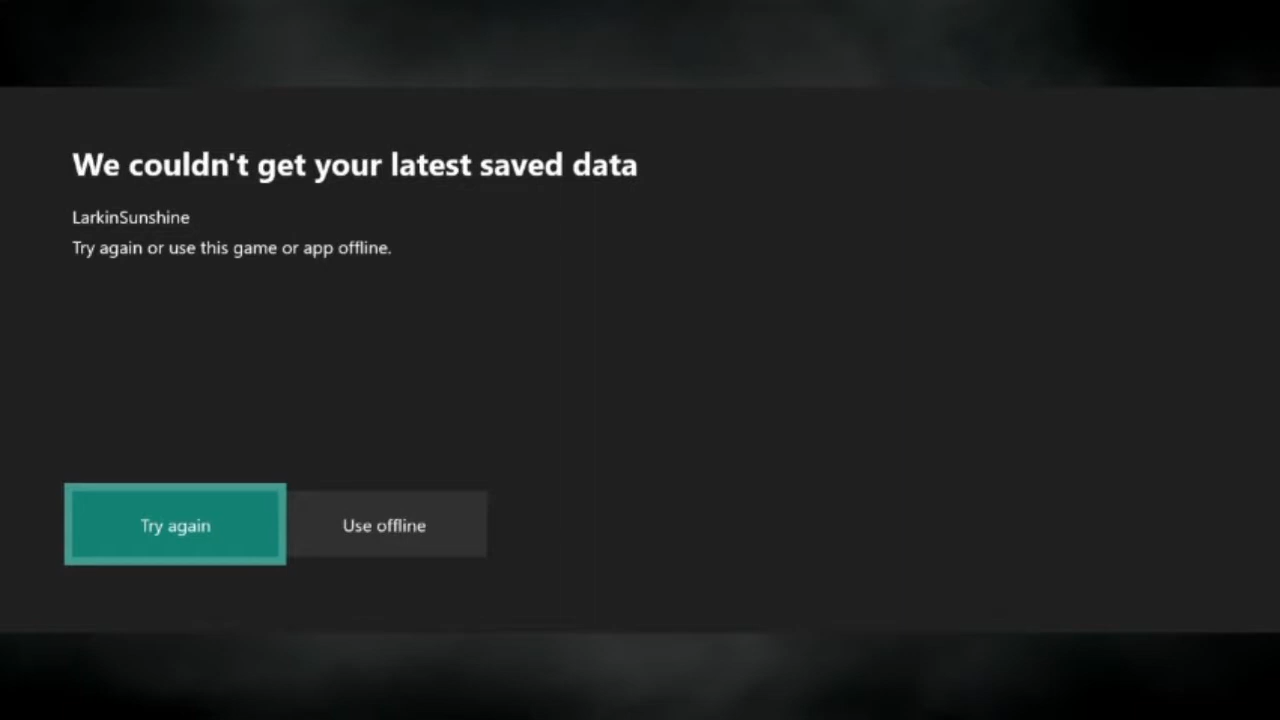 We couldn't get your latest saved data
LarkinSunshine
Try again or use this game or app offline.
Try again
Use offline